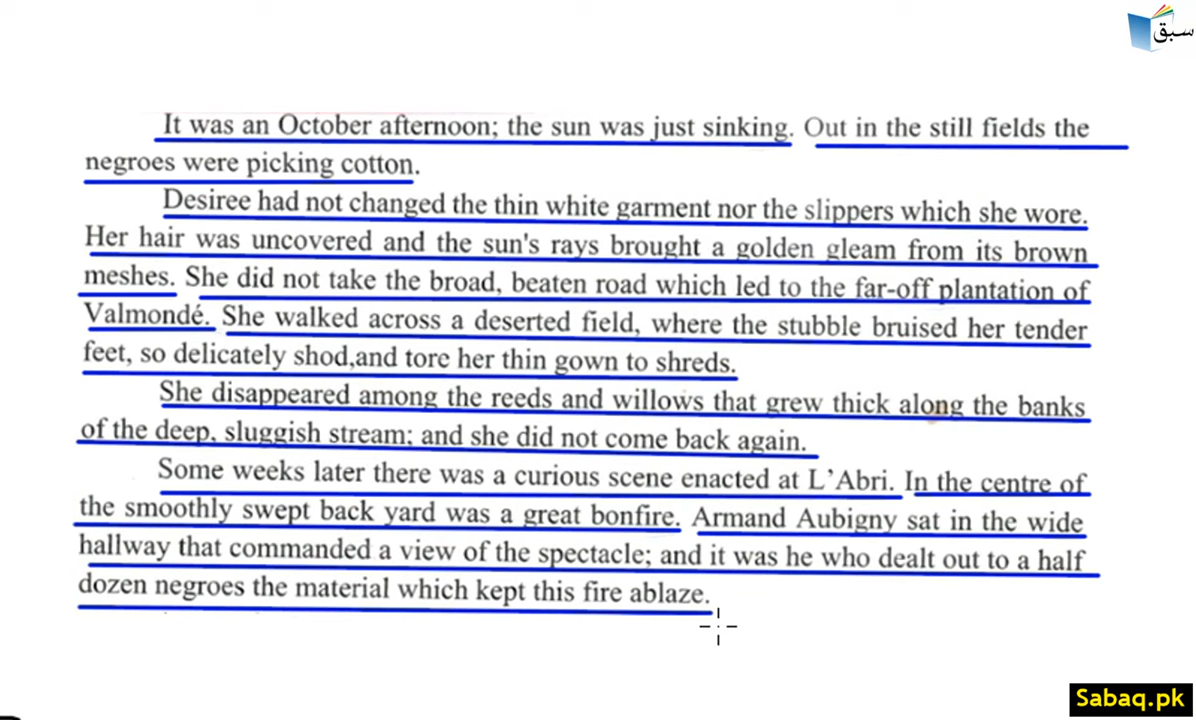 سبق
It was an October afternoon; the sun was just sinking. Out in the still fields the
negroes were picking cotton.
Desiree had not changed the thin white garment nor the slippers which she wore.
Her hair was uncovered and the sun's rays brought a golden gleam from its brown
meshes. She did not take the broad, beaten road which led to the far-off plantation of
Valmondé. She walked across a deserted field, where the stubble bruised her tender
feet, so delicately shod,and tore her thin gown to shreds.
She disappeared among the reeds and willows that grew thick along the banks
of the deep, sluggish stream; and she did not come back again.
Some weeks later there was a curious scene enacted at L'Abri. In the centre of
the smoothly swept back yard was a great bonfire. Armand Aubigny sat in the wide
hallway that commanded a view of the spectacle; and it was he who dealt out to a half
dozen negroes the material which kept this fire ablaze.
Sabaq.pk